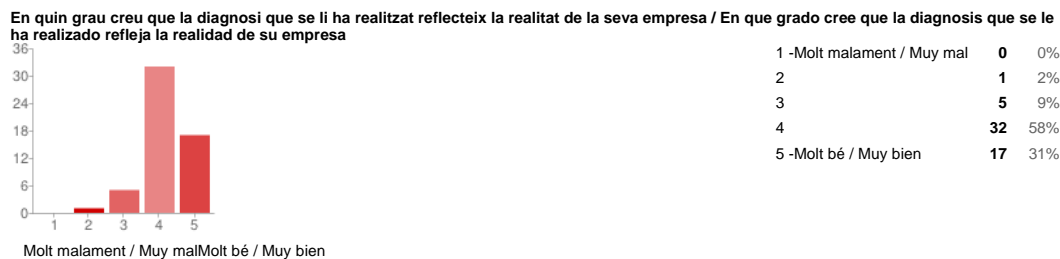 En quin grau creu que la diagnosi que se li ha realitzat reflecteix la realitat de la seva empresa / En que grado cree que la diagnosis que se le
ha realizado refleja la realidad de su empresa
36
30
24
18
12
6
0
1 2 3 4 5
Molt malament / Muy malMolt bé / Muy bien
1 -Molt malament / Muy mal 0 0%
2 1 2%
3 5 9%
4 32 58%
5 -Molt bé / Muy bien 17 31%